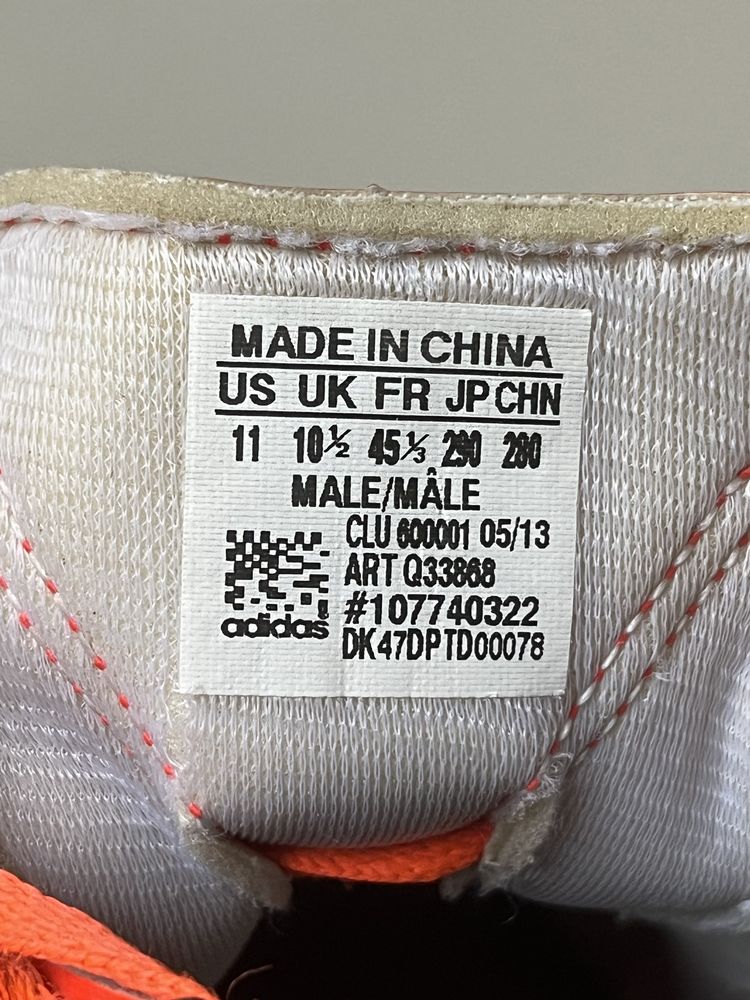 MADE IN CHINA
US UK FR JP CHN
11 10½ 45⅓ 290 280
MALE/MÂLE
CLU 600001 05/13
ART Q33868
#107740322
adidas
DK47DPTD00078